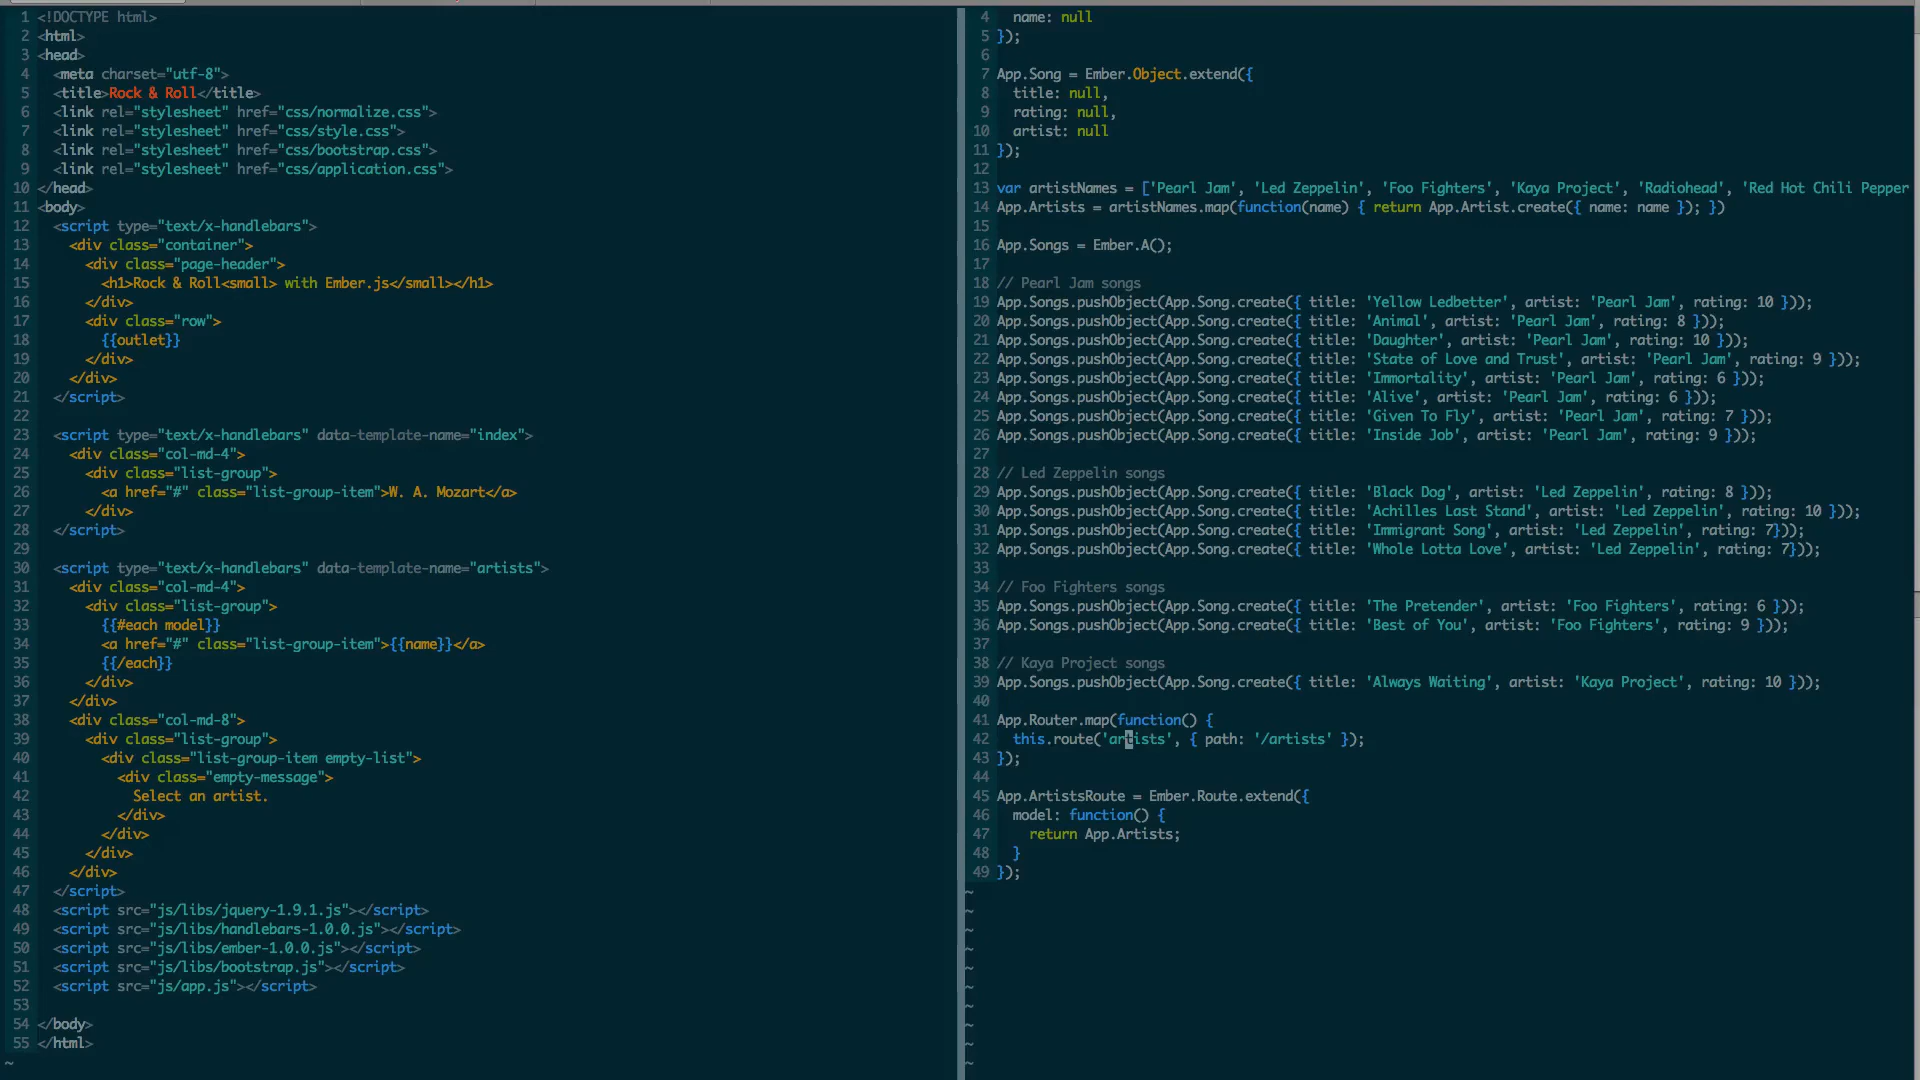 1 <!DOCTYPE html>
2 <html>
3 <head>
4   <meta charset="utf-8">
5   <title>Rock & Roll</title>
6   <link rel="stylesheet" href="css/normalize.css">
7   <link rel="stylesheet" href="css/style.css">
8   <link rel="stylesheet" href="css/bootstrap.css">
9   <link rel="stylesheet" href="css/application.css">
10 </head>
11 <body>
12   <script type="text/x-handlebars">
13     <div class="container">
14       <div class="page-header">
15         <h1>Rock & Roll<small> with Ember.js</small></h1>
16       </div>
17       <div class="row">
18         {{outlet}}
19       </div>
20     </div>
21   </script>
22
23   <script type="text/x-handlebars" data-template-name="index">
24     <div class="col-md-4">
25       <div class="list-group">
26         <a href="#" class="list-group-item">W. A. Mozart</a>
27       </div>
28   </script>
29
30   <script type="text/x-handlebars" data-template-name="artists">
31     <div class="col-md-4">
32       <div class="list-group">
33         {{#each model}}
34         <a href="#" class="list-group-item">{{name}}</a>
35         {{/each}}
36       </div>
37     </div>
38     <div class="col-md-8">
39       <div class="list-group">
40         <div class="list-group-item empty-list">
41           <div class="empty-message">
42             Select an artist.
43           </div>
44         </div>
45       </div>
46     </div>
47   </script>
48   <script src="js/libs/jquery-1.9.1.js"></script>
49   <script src="js/libs/handlebars-1.0.0.js"></script>
50   <script src="js/libs/ember-1.0.0.js"></script>
51   <script src="js/libs/bootstrap.js"></script>
52   <script src="js/app.js"></script>
53
54 </body>
55 </html>
~
4   name: null
5 });
6
7 App.Song = Ember.Object.extend({
8   title: null,
9   rating: null,
10   artist: null
11 });
12
13 var artistNames = ['Pearl Jam', 'Led Zeppelin', 'Foo Fighters', 'Kaya Project', 'Radiohead', 'Red Hot Chili Pepper
14 App.Artists = artistNames.map(function(name) { return App.Artist.create({ name: name }); })
15
16 App.Songs = Ember.A();
17
18 // Pearl Jam songs
19 App.Songs.pushObject(App.Song.create({ title: 'Yellow Ledbetter', artist: 'Pearl Jam', rating: 10 }));
20 App.Songs.pushObject(App.Song.create({ title: 'Animal', artist: 'Pearl Jam', rating: 8 }));
21 App.Songs.pushObject(App.Song.create({ title: 'Daughter', artist: 'Pearl Jam', rating: 10 }));
22 App.Songs.pushObject(App.Song.create({ title: 'State of Love and Trust', artist: 'Pearl Jam', rating: 9 }));
23 App.Songs.pushObject(App.Song.create({ title: 'Immortality', artist: 'Pearl Jam', rating: 6 }));
24 App.Songs.pushObject(App.Song.create({ title: 'Alive', artist: 'Pearl Jam', rating: 6 }));
25 App.Songs.pushObject(App.Song.create({ title: 'Given To Fly', artist: 'Pearl Jam', rating: 7 }));
26 App.Songs.pushObject(App.Song.create({ title: 'Inside Job', artist: 'Pearl Jam', rating: 9 }));
27
28 // Led Zeppelin songs
29 App.Songs.pushObject(App.Song.create({ title: 'Black Dog', artist: 'Led Zeppelin', rating: 8 }));
30 App.Songs.pushObject(App.Song.create({ title: 'Achilles Last Stand', artist: 'Led Zeppelin', rating: 10 }));
31 App.Songs.pushObject(App.Song.create({ title: 'Immigrant Song', artist: 'Led Zeppelin', rating: 7}));
32 App.Songs.pushObject(App.Song.create({ title: 'Whole Lotta Love', artist: 'Led Zeppelin', rating: 7}));
33
34 // Foo Fighters songs
35 App.Songs.pushObject(App.Song.create({ title: 'The Pretender', artist: 'Foo Fighters', rating: 6 }));
36 App.Songs.pushObject(App.Song.create({ title: 'Best of You', artist: 'Foo Fighters', rating: 9 }));
37
38 // Kaya Project songs
39 App.Songs.pushObject(App.Song.create({ title: 'Always Waiting', artist: 'Kaya Project', rating: 10 }));
40
41 App.Router.map(function() {
42   this.route('artists', { path: '/artists' });
43 });
44
45 App.ArtistsRoute = Ember.Route.extend({
46   model: function() {
47     return App.Artists;
48   }
49 });
~
~
~
~
~
~
~
~
~
~